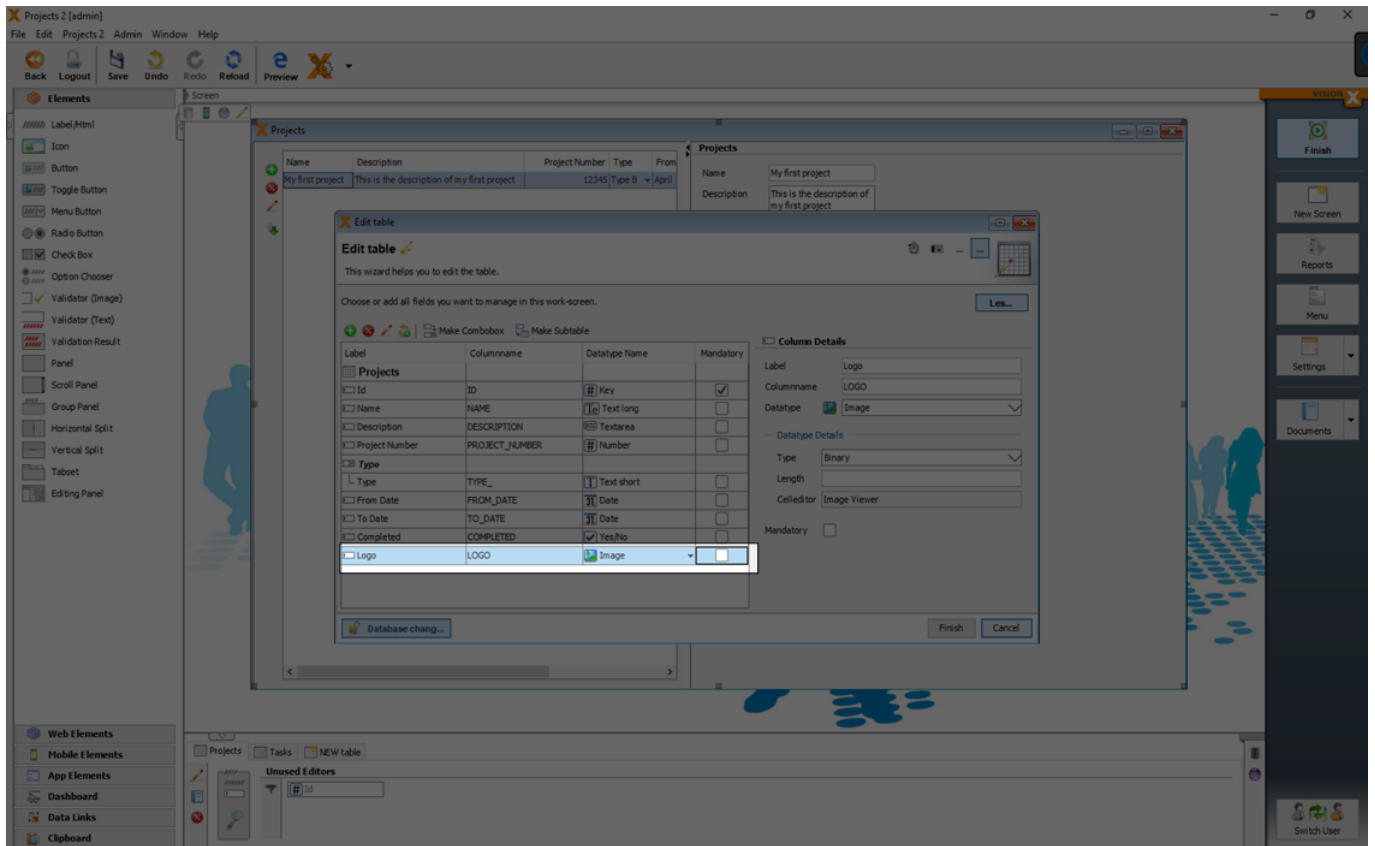 Projects 2 [admin]
File Edit Projects 2 Admin Window Help
Back Logout Save Undo Redo Reload Preview
Elements
Label/Html
Icon
Button
Toggle Button
Menu Button
Radio Button
Check Box
Option Chooser
Validator (Image)
Validator (Text)
Validation Result
Panel
Scroll Panel
Group Panel
Horizontal Split
Vertical Split
Tabset
Editing Panel
Web Elements
Mobile Elements
App Elements
Dashboard
Data Links
Clipboard
Screen
Projects
Name Description Project Number Type From
My first project This is the description of my first project 12345 Type B April
Projects
Name My first project
Description This is the description of
my first project
Edit table
Edit table
This wizard helps you to edit the table.
Choose or add all fields you want to manage in this work-screen.
Les...
Make Combobox Make Subtable
Label Columnname Datatype Name Mandatory
Projects
Id ID # Key
Name NAME Te Text long
Description DESCRIPTION Textarea
Project Number PROJECT_NUMBER # Number
Type
Type TYPE_ T Text short
From Date FROM_DATE 31 Date
To Date TO_DATE 31 Date
Completed COMPLETED Yes/No
Logo LOGO Image
Column Details
Label Logo
Columnname LOGO
Datatype Image
Datatype Details
Type Binary
Length
Celleditor Image Viewer
Mandatory
Database chang...
Finish Cancel
Projects Tasks NEW table
Unused Editors
# Id
VISION X
Finish
New Screen
Reports
Menu
Settings
Documents
Switch User